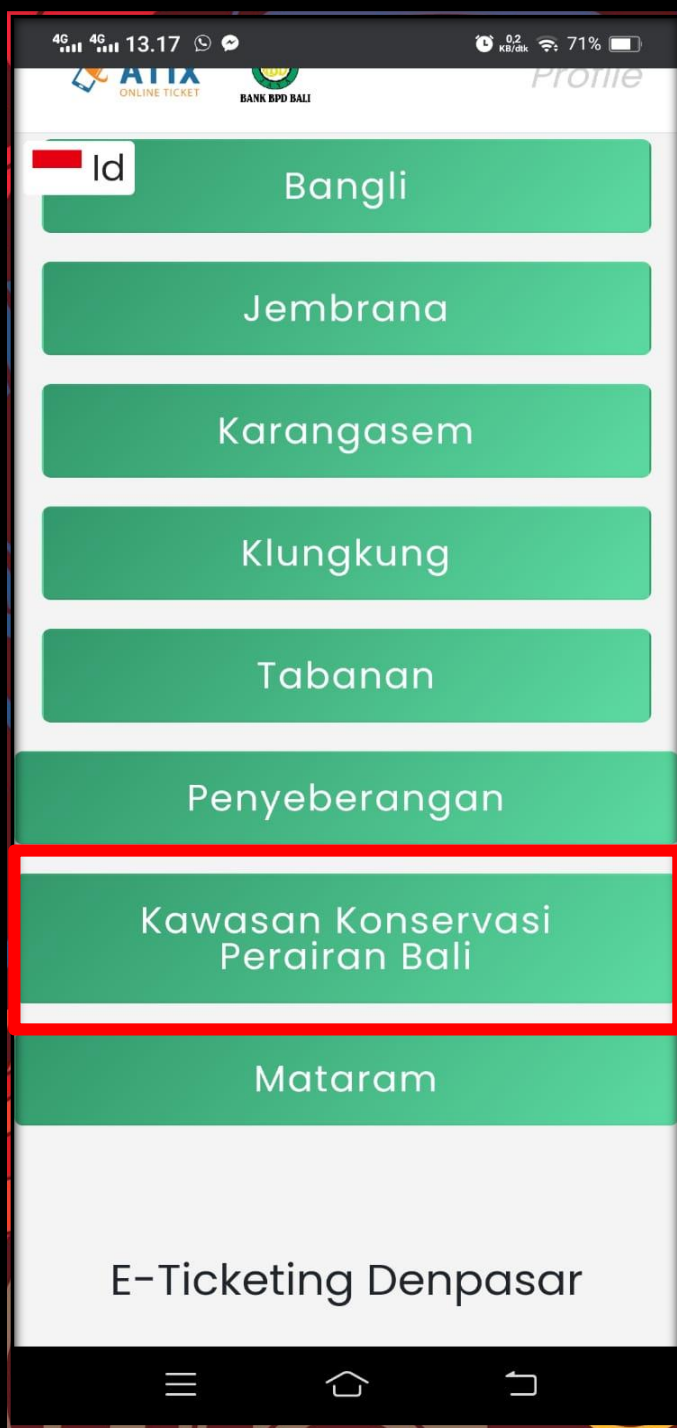 4G 4G 13.17 0,2 KB/dtk 71%
ATIX
ONLINE TICKET
BANK BPD BALI
Profile
Id
Bangli
Jembrana
Karangasem
Klungkung
Tabanan
Penyeberangan
Kawasan Konservasi
Perairan Bali
Mataram
E-Ticketing Denpasar